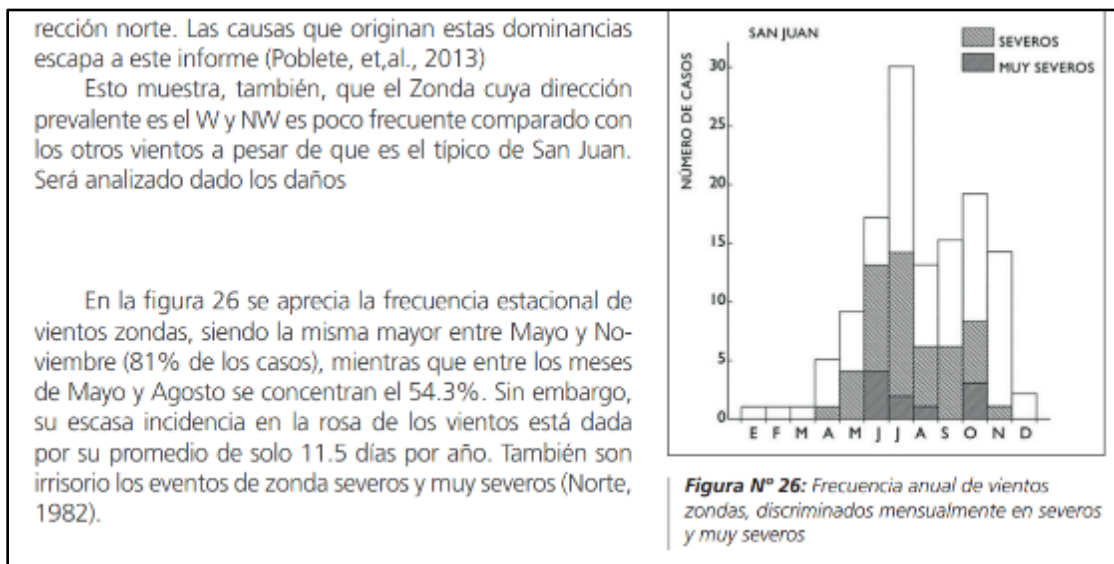 rrección norte. Las causas que originan estas dominancias
escapa a este informe (Poblete, et,al., 2013)
Esto muestra, también, que el Zonda cuya dirección
prevalente es el W y NW es poco frecuente comparado con
los otros vientos a pesar de que es el típico de San Juan.
Será analizado dado los daños
En la figura 26 se aprecia la frecuencia estacional de
vientos zondas, siendo la misma mayor entre Mayo y No-
viembre (81% de los casos), mientras que entre los meses
de Mayo y Agosto se concentran el 54.3%. Sin embargo,
su escasa incidencia en la rosa de los vientos está dada
por su promedio de solo 11.5 días por año. También son
irrisorio los eventos de zonda severos y muy severos (Norte,
1982).
SAN JUAN
SEVEROS
MUY SEVEROS
NÚMERO DE CASOS
30
25
20
15
10
5
0
E F M A M J J A S O N D
Figura Nº 26: Frecuencia anual de vientos
zondas, discriminados mensualmente en severos
y muy severos